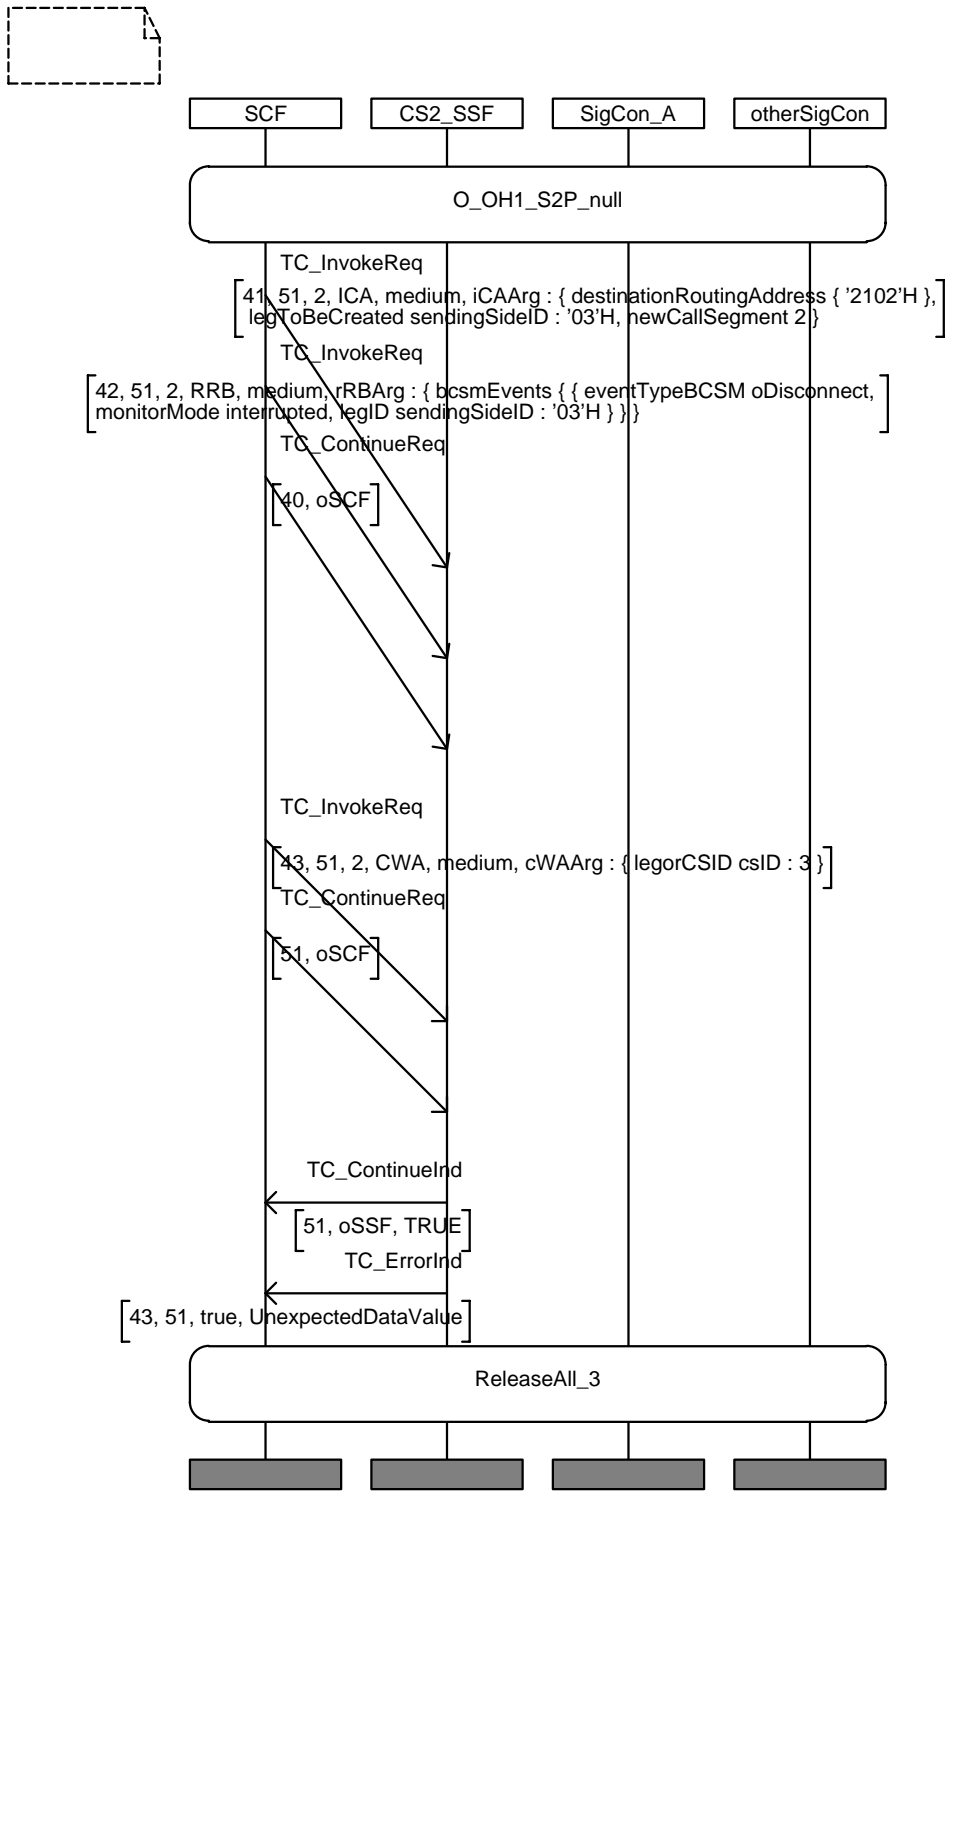 SCF
CS2_SSF
SigCon_A
otherSigCon
O_OH1_S2P_null
TC_InvokeReq
41, 51, 2, ICA, medium, iCAArg : { destinationRoutingAddress { '2102'H },
legToBeCreated sendingSideID : '03'H, newCallSegment 2 }
TC_InvokeReq
42, 51, 2, RRB, medium, rRBArg : { bcsmEvents { { eventTypeBCSM oDisconnect,
monitorMode interrupted, legID sendingSideID : '03'H } } }
TC_ContinueReq
40, oSCF
TC_InvokeReq
43, 51, 2, CWA, medium, cWAArg : { legorCSID csID : 3 }
TC_ContinueReq
51, oSCF
TC_ContinueInd
51, oSSF, TRUE
TC_ErrorInd
43, 51, true, UnexpectedDataValue
ReleaseAll_3